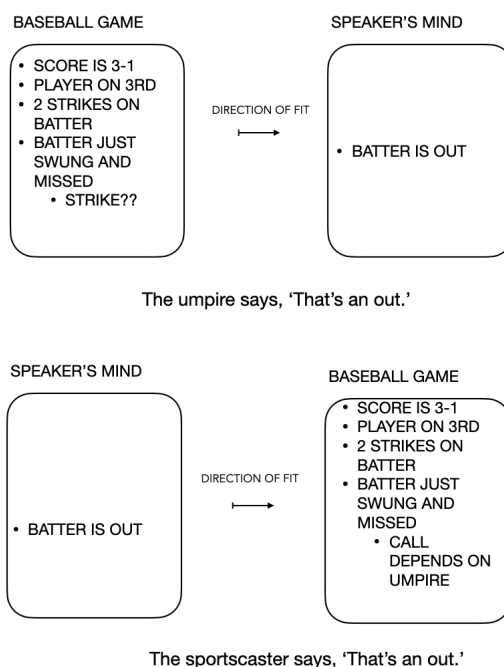 BASEBALL GAME
SPEAKER'S MIND
• SCORE IS 3-1
• PLAYER ON 3RD
• 2 STRIKES ON
BATTER
• BATTER JUST
SWUNG AND
MISSED
• STRIKE??
DIRECTION OF FIT
• BATTER IS OUT
The umpire says, ‘That’s an out.’
SPEAKER'S MIND
BASEBALL GAME
• BATTER IS OUT
DIRECTION OF FIT
• SCORE IS 3-1
• PLAYER ON 3RD
• 2 STRIKES ON
BATTER
• BATTER JUST
SWUNG AND
MISSED
• CALL
DEPENDS ON
UMPIRE
The sportscaster says, ‘That’s an out.’